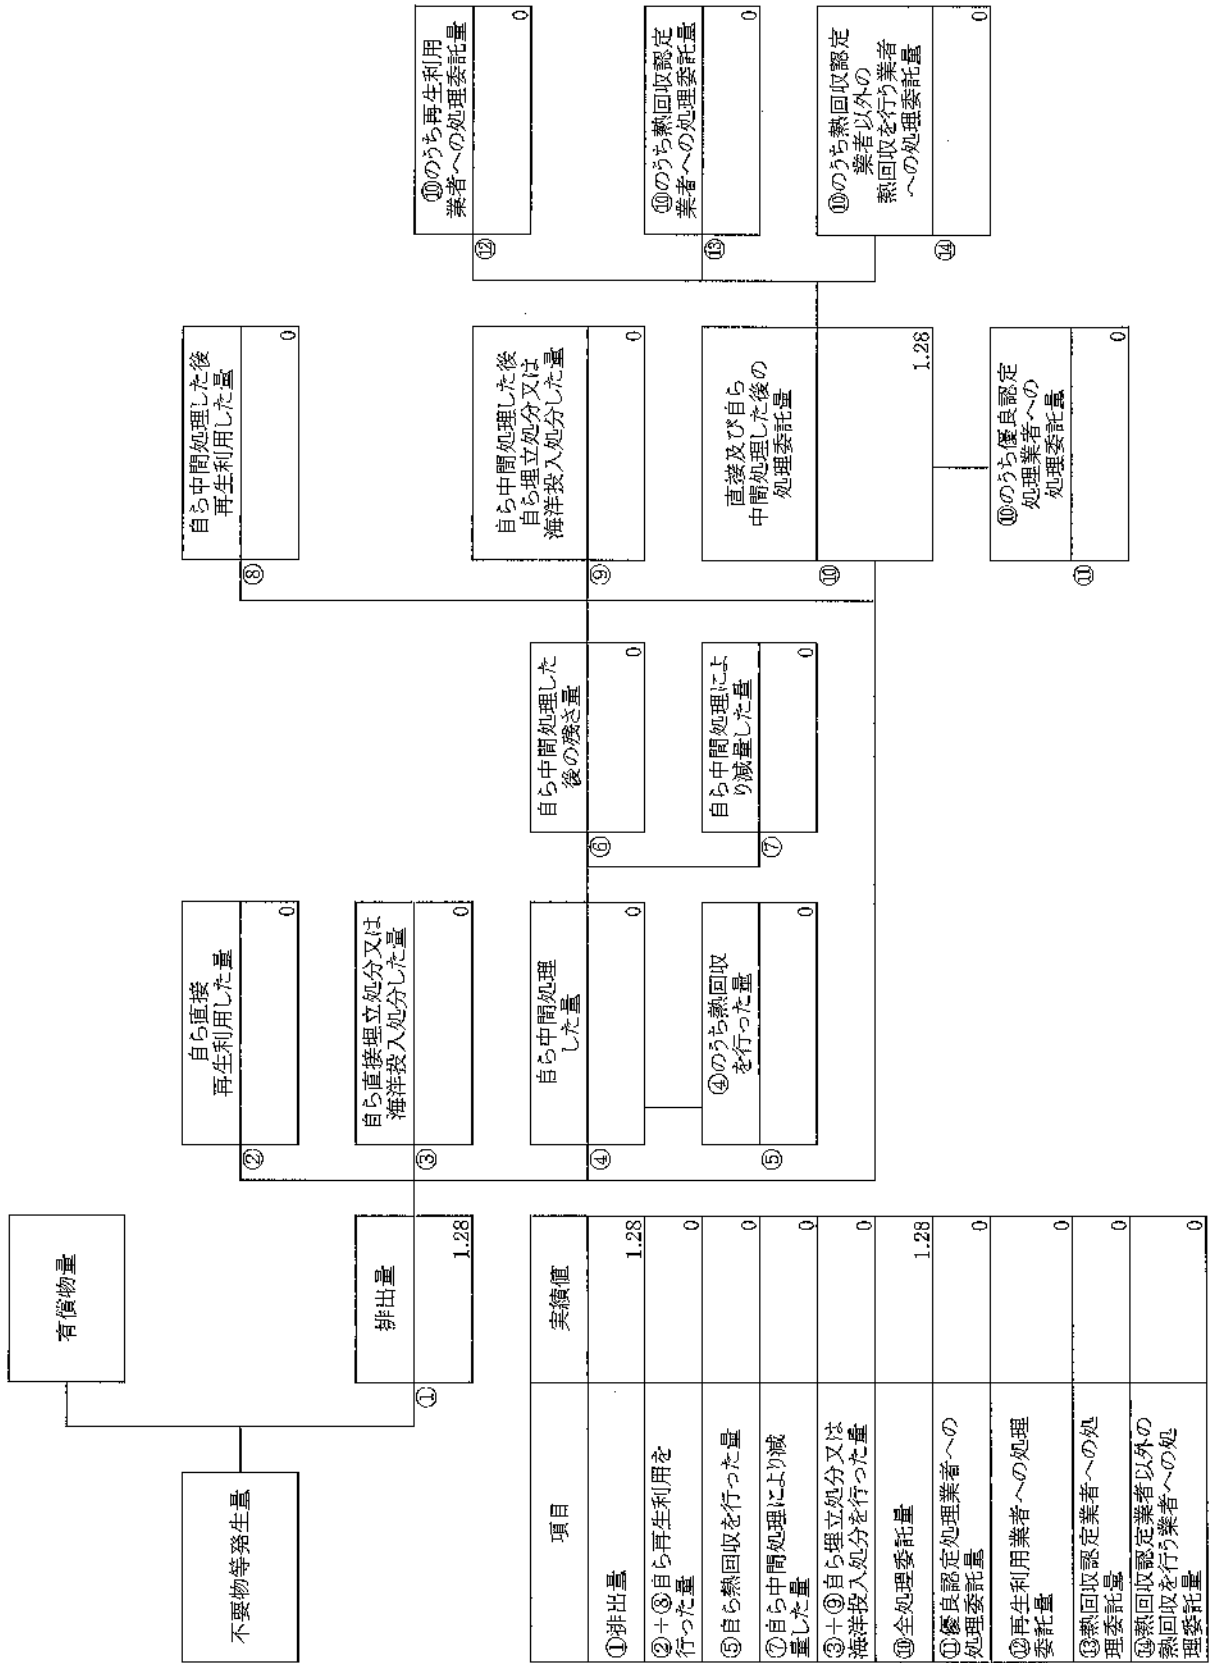 不要物等発生量
有償物量
排出量
①
1.28
自ら直接
再生利用した量
②
0
自ら直接埋立処分又は
海洋投入処分した量
③
0
自ら中間処理
した量
④
0
④のうち熱回収
を行った量
⑤
0
自ら中間処理した
後の残さ量
⑥
0
自ら中間処理によ
り減量した量
⑦
0
自ら中間処理した後
再生利用した量
⑧
0
自ら中間処理した後
自ら埋立処分又は
海洋投入処分した量
⑨
0
直接及び自ら
中間処理した後の
処理委託量
⑩
1.28
⑩のうち優良認定
処理業者への
処理委託量
⑪
0
⑩のうち再生利用
業者への処理委託量
⑫
0
⑩のうち熱回収認定
業者への処理委託量
⑬
0
⑩のうち熱回収認定
業者以外の
熱回収を行う業者
への処理委託量
⑭
0
項目 実績値
①排出量 1.28
②+⑧自ら再生利用を
行った量 0
⑤自ら熱回収を行った量 0
⑦自ら中間処理により減
量した量 0
③+⑨自ら埋立処分又は
海洋投入処分を行った量 0
⑩全処理委託量 1.28
⑪優良認定処理業者への
処理委託量 0
⑫再生利用業者への処理
委託量 0
⑬熱回収認定業者への処
理委託量 0
⑭熱回収認定業者以外の
熱回収を行う業者への処
理委託量 0